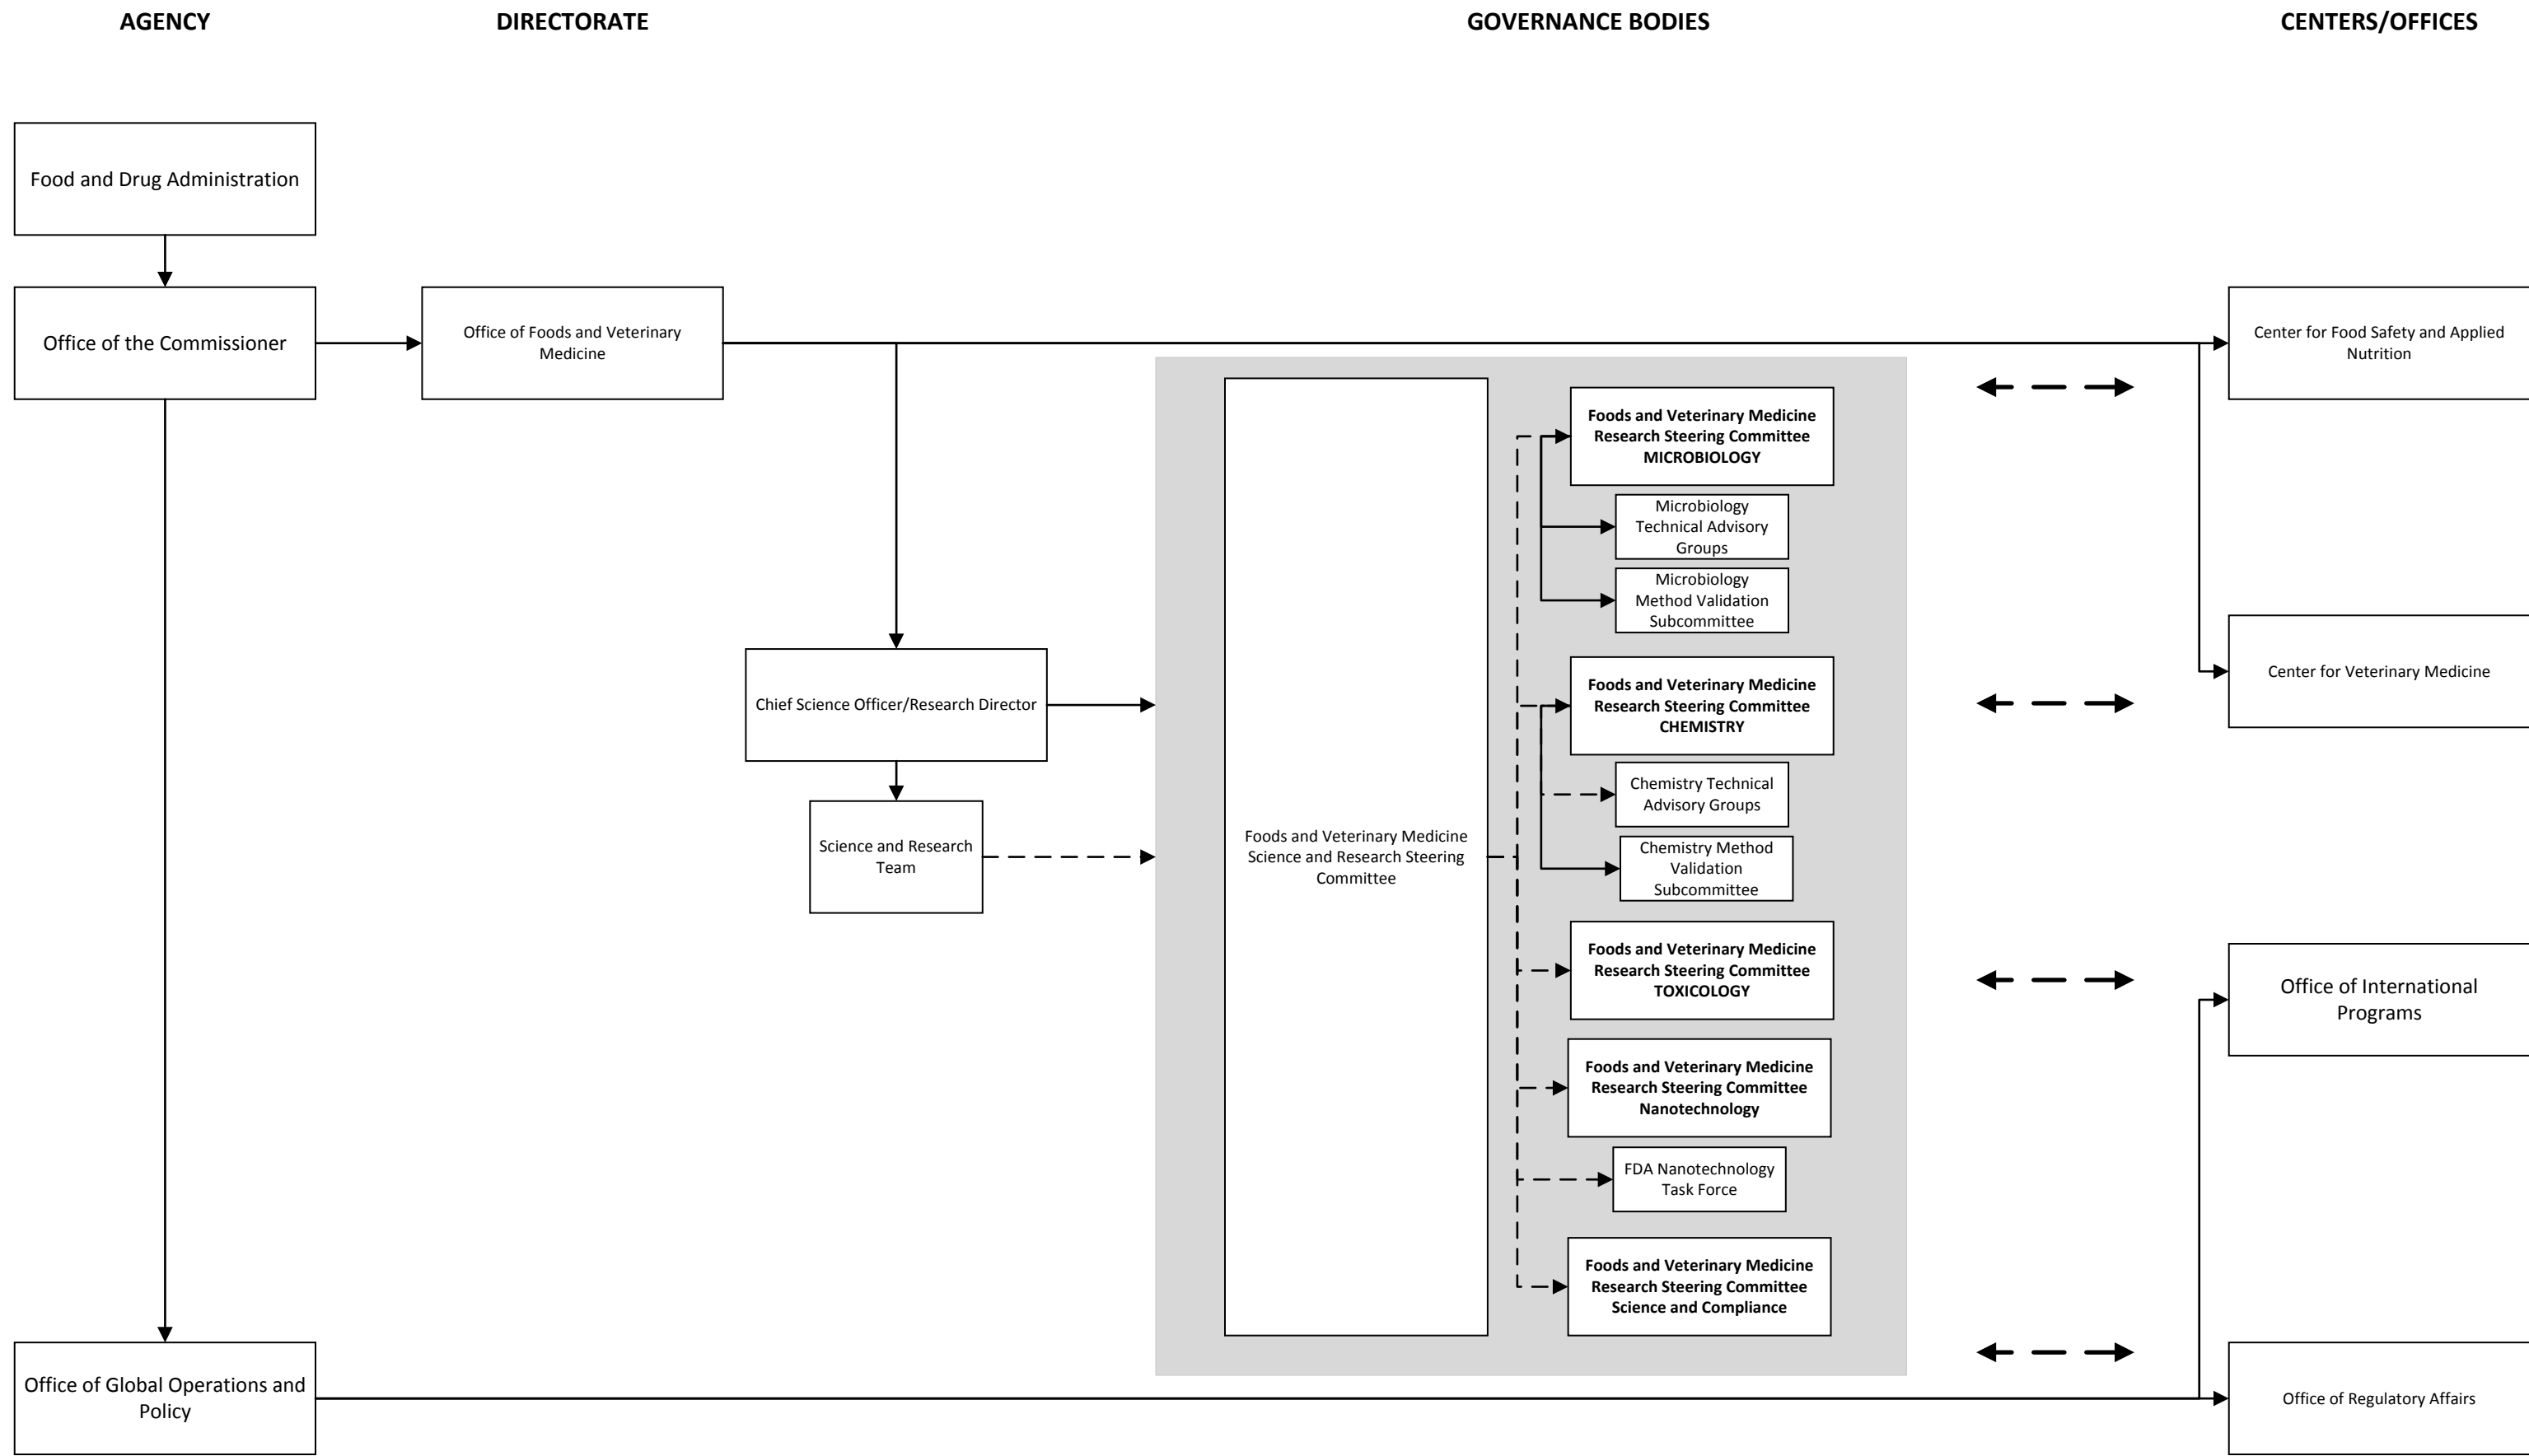 AGENCY
DIRECTORATE
GOVERNANCE BODIES
CENTERS/OFFICES
Food and Drug Administration
Office of the Commissioner
Office of Foods and Veterinary
Medicine
Center for Food Safety and Applied
Nutrition
Foods and Veterinary Medicine
Research Steering Committee
MICROBIOLOGY
Microbiology
Technical Advisory
Groups
Microbiology
Method Validation
Subcommittee
Center for Veterinary Medicine
Chief Science Officer/Research Director
Foods and Veterinary Medicine
Research Steering Committee
CHEMISTRY
Chemistry Technical
Advisory Groups
Science and Research
Team
Foods and Veterinary Medicine
Science and Research Steering
Committee
Chemistry Method
Validation
Subcommittee
Foods and Veterinary Medicine
Research Steering Committee
TOXICOLOGY
Office of International
Programs
Foods and Veterinary Medicine
Research Steering Committee
Nanotechnology
FDA Nanotechnology
Task Force
Foods and Veterinary Medicine
Research Steering Committee
Science and Compliance
Office of Global Operations and
Policy
Office of Regulatory Affairs